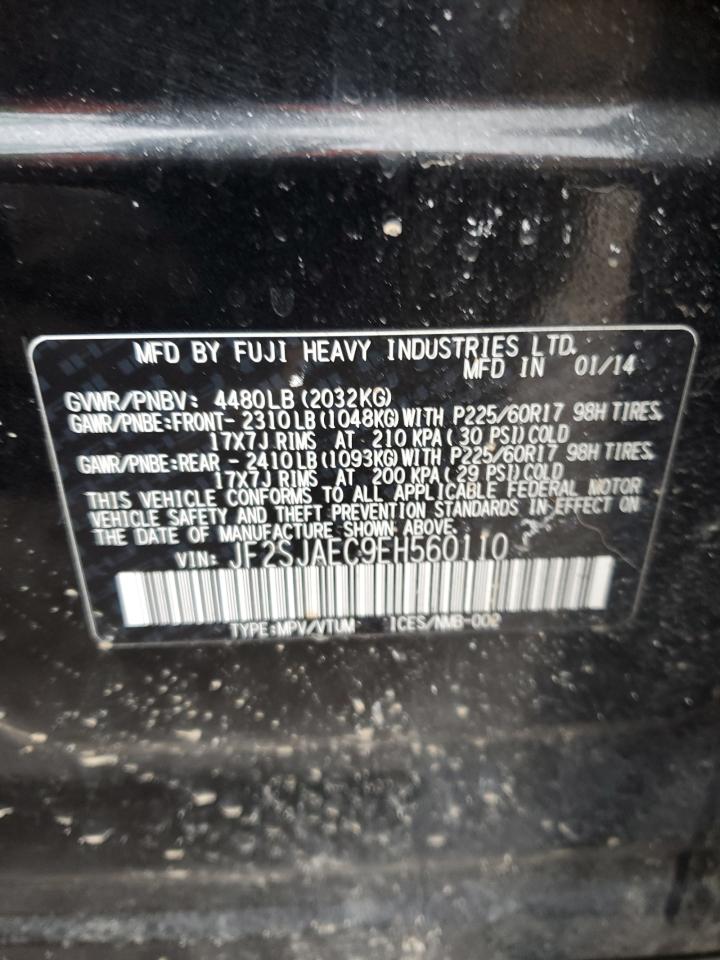 MFD BY FUJI HEAVY INDUSTRIES LTD.
MFD IN 01/14
GVWR/PNBV: 4480LB (2032KG)
GAWR/PNBE:FRONT- 2310LB (1048KG) WITH P225/60R17 98H TIRES,
17X7J RIMS AT 210 KPA ( 30 PSI) COLD
GAWR/PNBE:REAR - 2410LB (1093KG) WITH P225/60R17 98H TIRES,
17X7J RIMS AT 200 KPA ( 29 PSI) COLD
THIS VEHICLE CONFORMS TO ALL APPLICABLE FEDERAL MOTOR
VEHICLE SAFETY AND THEFT PREVENTION STANDARDS IN EFFECT ON
THE DATE OF MANUFACTURE SHOWN ABOVE.
VIN: JF2SJAEC9EH560110
TYPE:MPV/VTUM ICES/NMB-002